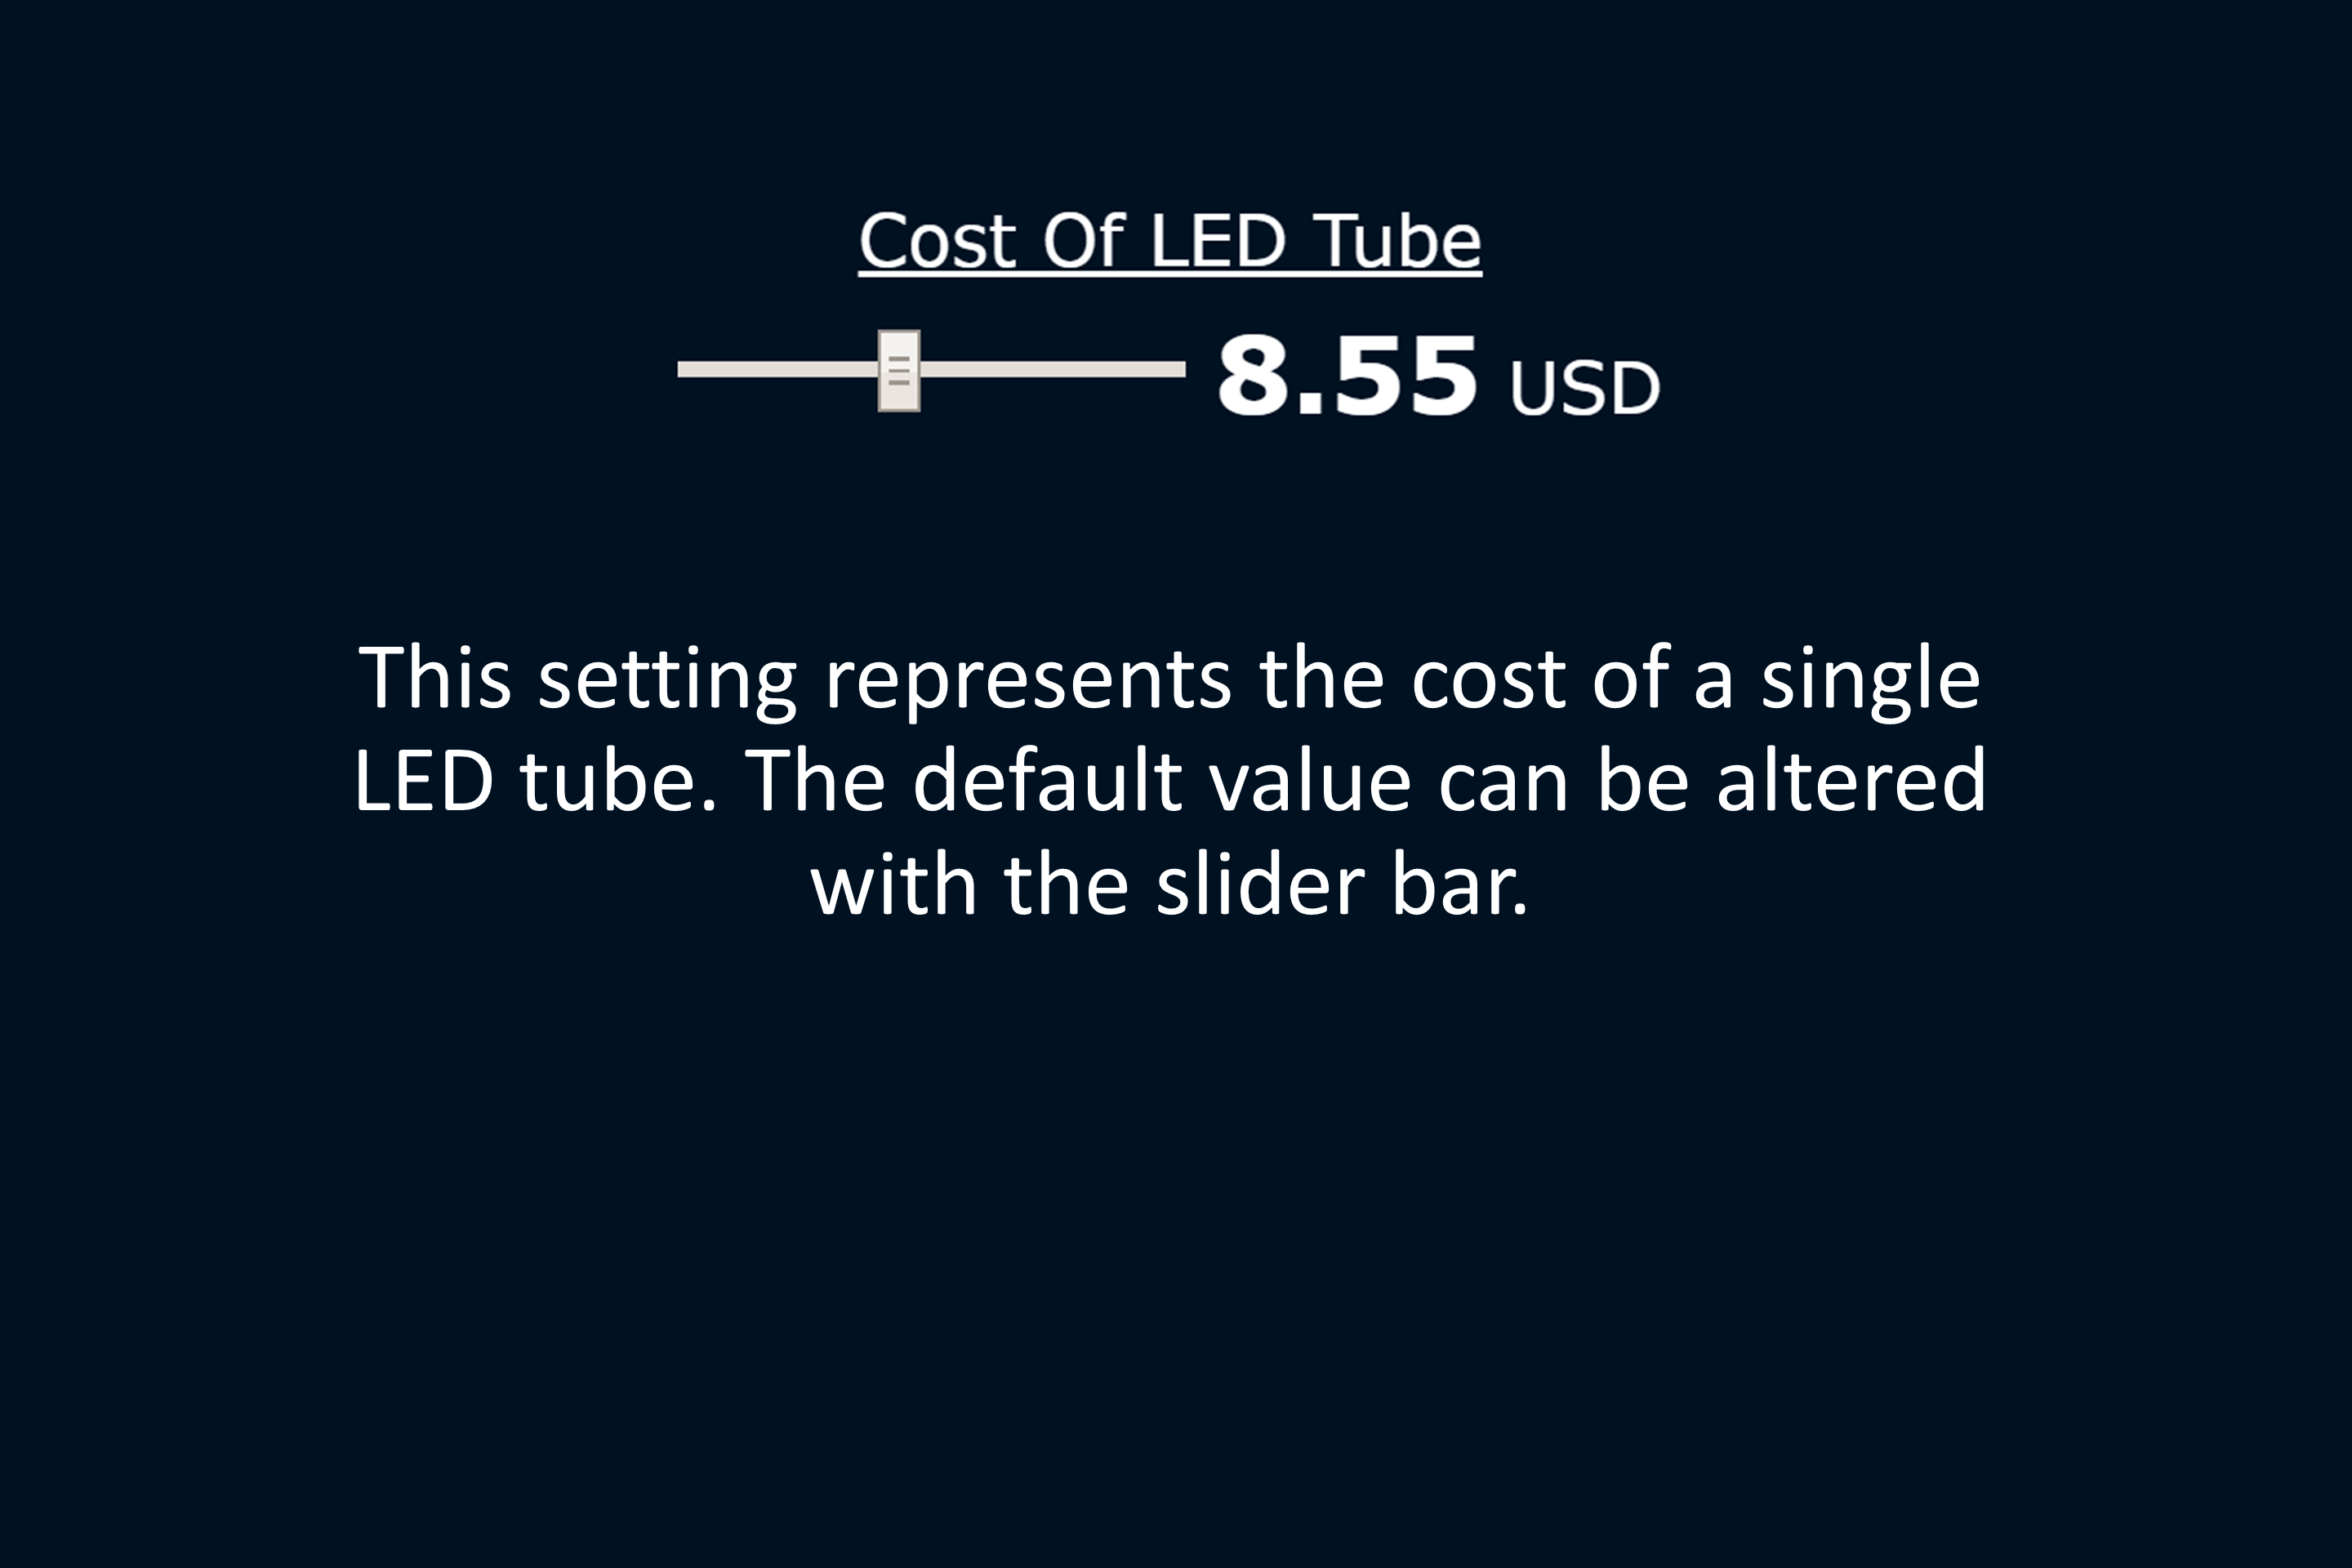 Cost Of LED Tube
8.55 USD
This setting represents the cost of a single
LED tube. The default value can be altered
with the slider bar.